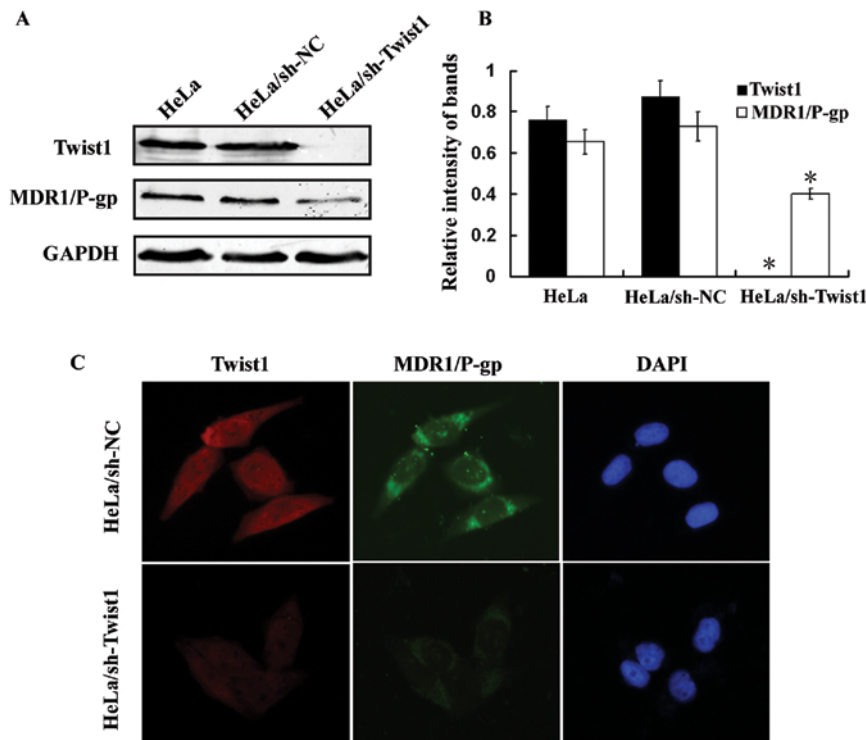 A
HeLa
HeLa/sh-NC
HeLa/sh-Twist1
Twist1
MDR1/P-gp
GAPDH
B
Relative intensity of bands
1
0.8
0.6
0.4
0.2
0
Twist1
MDR1/P-gp
*
*
HeLa
HeLa/sh-NC
HeLa/sh-Twist1
C
Twist1
MDR1/P-gp
DAPI
HeLa/sh-NC
HeLa/sh-Twist1